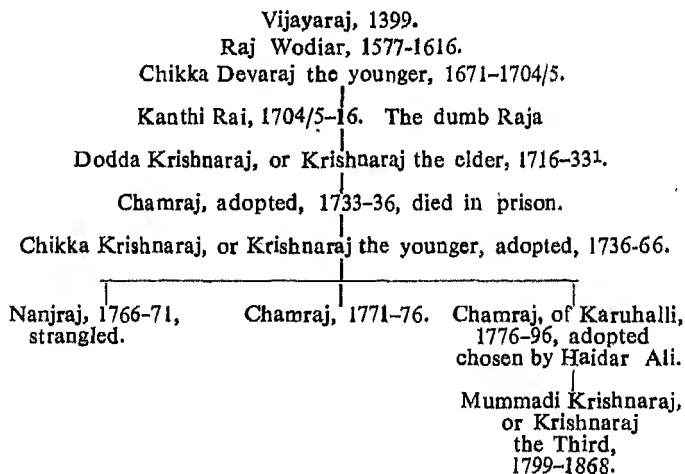 Vijayaraj, 1399.
Raj Wodiar, 1577-1616.
Chikka Devaraj the younger, 1671-1704/5.
Kanthi Rai, 1704/5-16. The dumb Raja
Dodda Krishnaraj, or Krishnaraj the elder, 1716-33¹.
Chamraj, adopted, 1733-36, died in prison.
Chikka Krishnaraj, or Krishnaraj the younger, adopted, 1736-66.
Nanjraj, 1766-71,
strangled.
Chamraj, 1771-76.
Chamraj, of Karuhalli,
1776-96, adopted
chosen by Haidar Ali.
Mummadi Krishnaraj,
or Krishnaraj
the Third,
1799-1868.